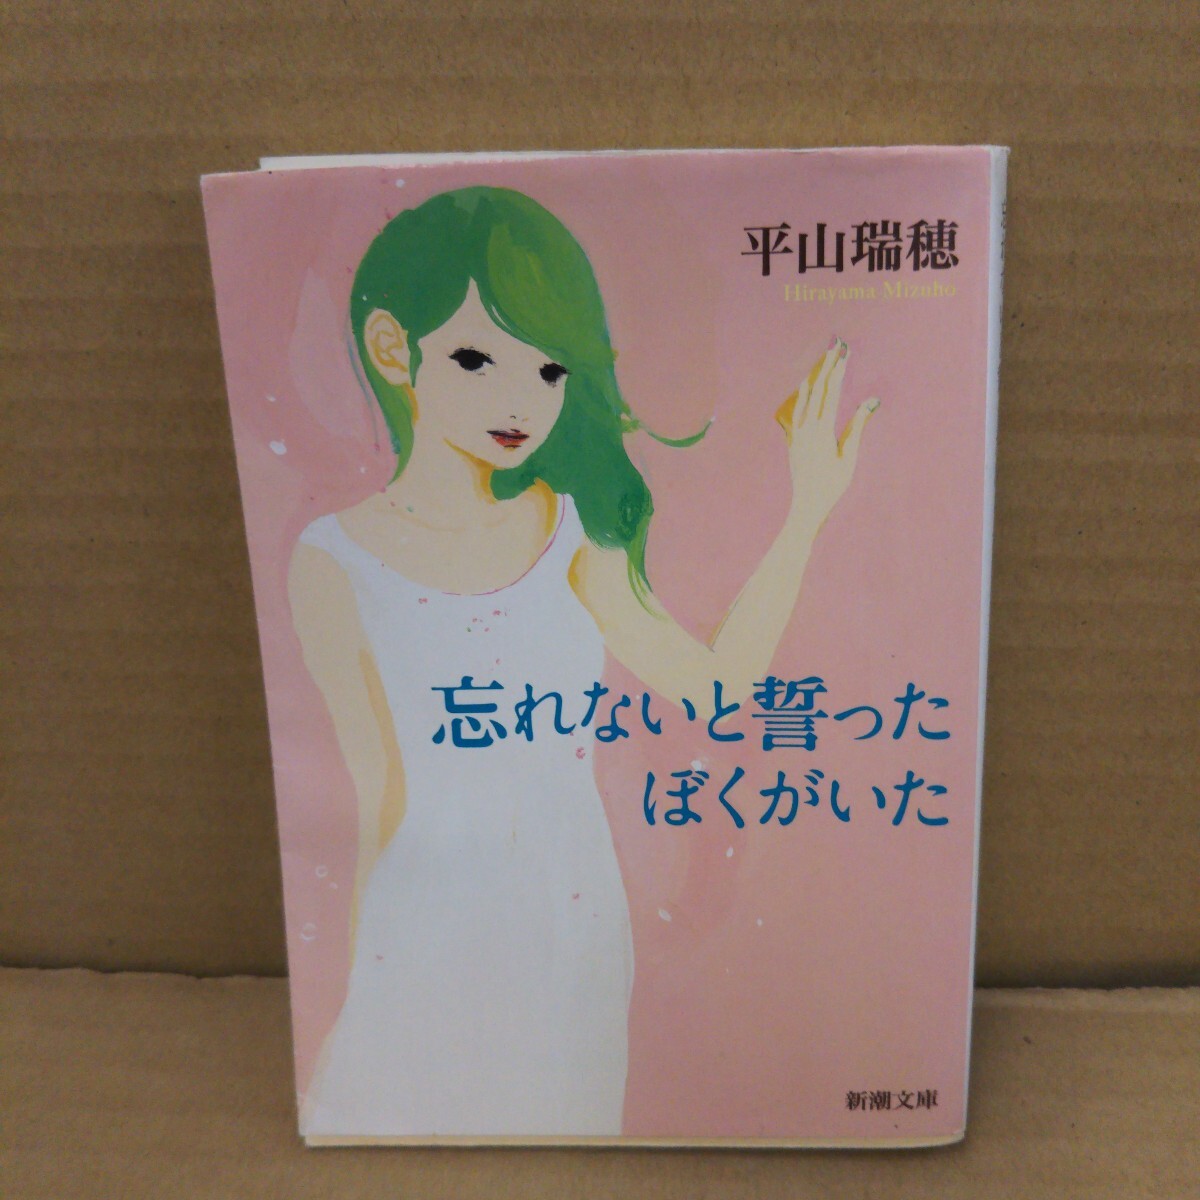 平山瑞穂
Hirayama Mizuho
忘れないと誓った
ぼくがいた
新潮文庫